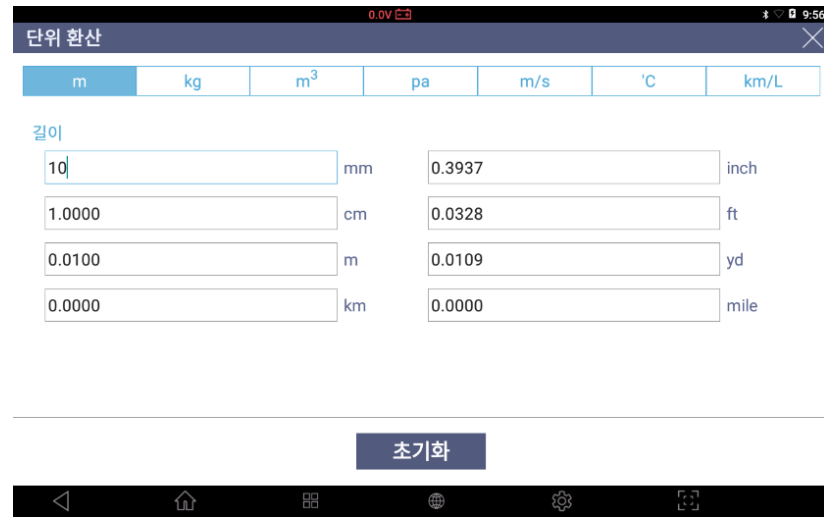 0.0V 9:56
단위 환산
m kg m³ pa m/s 'C km/L
길이
10 mm 0.3937 inch
1.0000 cm 0.0328 ft
0.0100 m 0.0109 yd
0.0000 km 0.0000 mile
초기화